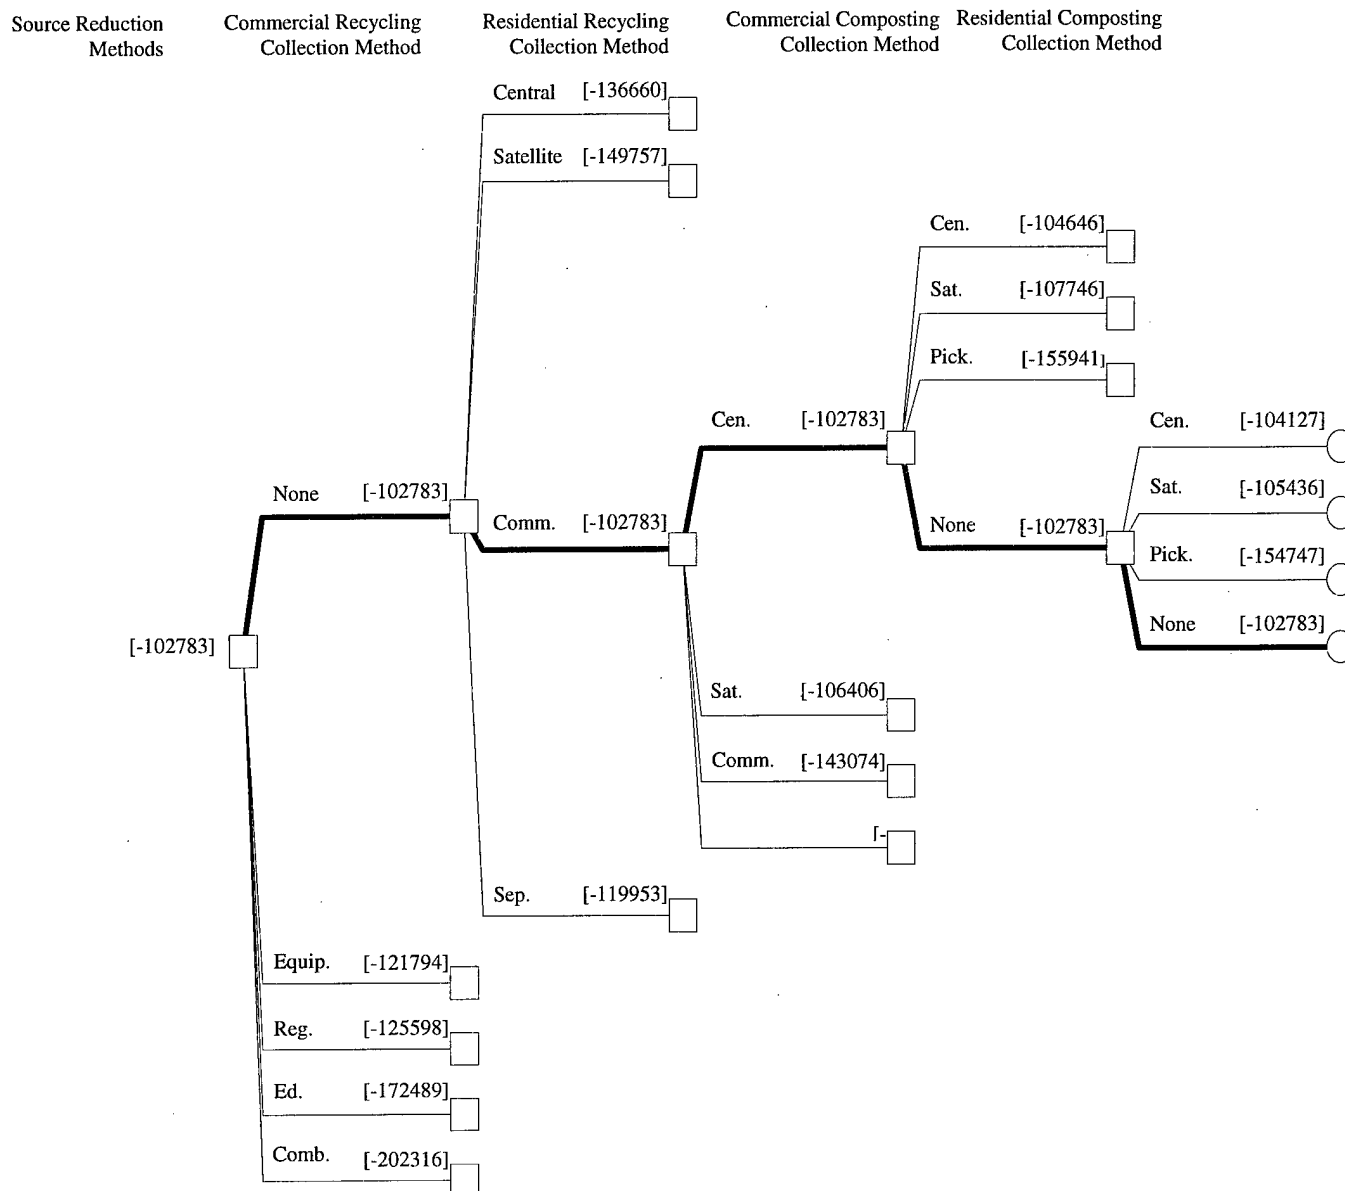 Source Reduction
Methods
Commercial Recycling
Collection Method
Residential Recycling
Collection Method
Commercial Composting
Collection Method
Residential Composting
Collection Method
Central [-136660]
Satellite [-149757]
Cen. [-104646]
Sat. [-107746]
Pick. [-155941]
Cen. [-102783]
Cen. [-104127]
Sat. [-105436]
None [-102783]
Comm. [-102783]
None [-102783]
Pick. [-154747]
None [-102783]
[-102783]
Sat. [-106406]
Comm. [-143074]
[-
Sep. [-119953]
Equip. [-121794]
Reg. [-125598]
Ed. [-172489]
Comb. [-202316]